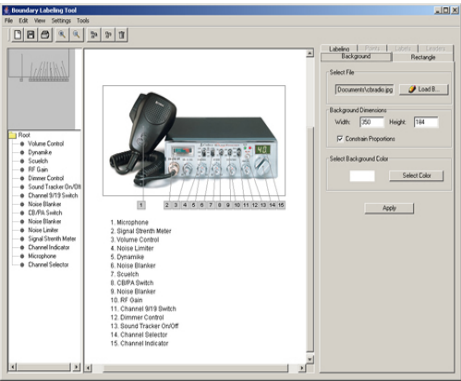 Boundary Labeling Tool
File Edit View Settings Tools
Labeling Points Labels Leaders
Background Rectangle
Select File
Documents\cbradio.jpg Load B...
Background Dimensions
Width: 350 Height: 184
Constrain Proportions
Select Background Color
Select Color
Apply
Root
Volume Control
Dynamike
Scuelch
RF Gain
Dimmer Control
Sound Tracker On/Off
Channel 9/19 Switch
Noise Blanker
CB/PA Switch
Noise Blanker
Noise Limiter
Signal Strenth Meter
Channel Indicator
Microphone
Channel Selector
40
1 2 3 4 5 6 7 8 9 10 11 12 13 14 15
1. Microphone
2. Signal Strenth Meter
3. Volume Control
4. Noise Limiter
5. Dynamike
6. Noise Blanker
7. Scuelch
8. CB/PA Switch
9. Noise Blanker
10. RF Gain
11. Channel 9/19 Switch
12. Dimmer Control
13. Sound Tracker On/Off
14. Channel Selector
15. Channel Indicator